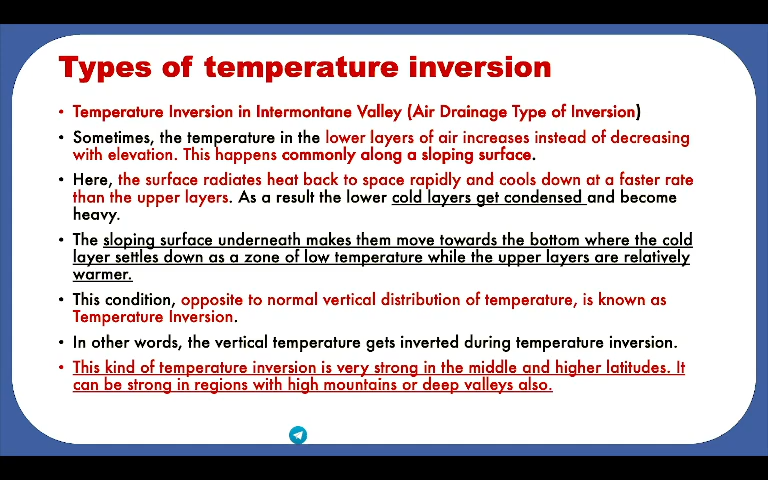 Types of temperature inversion
• Temperature Inversion in Intermontane Valley (Air Drainage Type of Inversion)
• Sometimes, the temperature in the lower layers of air increases instead of decreasing
with elevation. This happens commonly along a sloping surface.
• Here, the surface radiates heat back to space rapidly and cools down at a faster rate
than the upper layers. As a result the lower cold layers get condensed and become
heavy.
• The sloping surface underneath makes them move towards the bottom where the cold
layer settles down as a zone of low temperature while the upper layers are relatively
warmer.
• This condition, opposite to normal vertical distribution of temperature, is known as
Temperature Inversion.
• In other words, the vertical temperature gets inverted during temperature inversion.
• This kind of temperature inversion is very strong in the middle and higher latitudes. It
can be strong in regions with high mountains or deep valleys also.